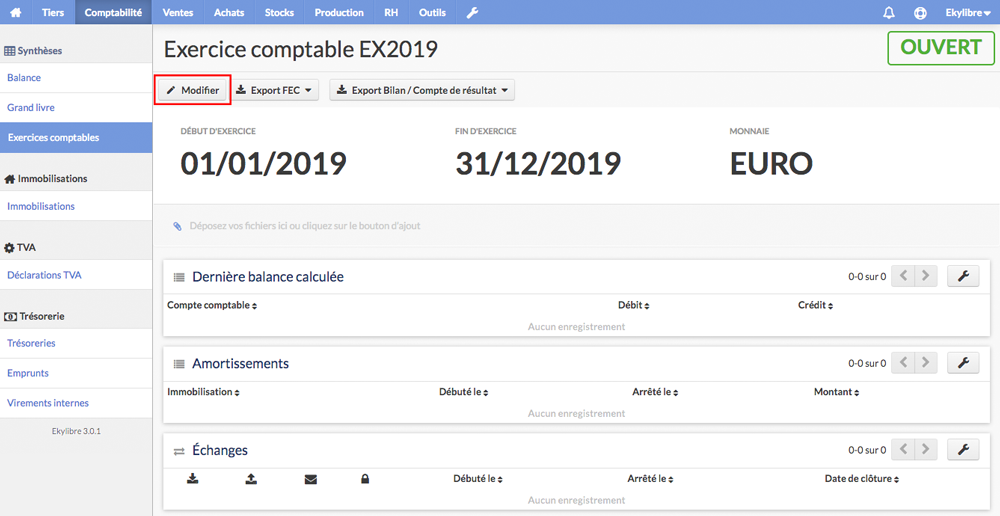 Tiers Comptabilité Ventes Achats Stocks Production RH Outils Ekylibre
Synthèses
Balance
Grand livre
Exercices comptables
Immobilisations
Immobilisations
TVA
Déclarations TVA
Trésorerie
Trésoreries
Emprunts
Virements internes
Ekylibre 3.0.1
Exercice comptable EX2019
OUVERT
Modifier Export FEC Export Bilan / Compte de résultat
DÉBUT D'EXERCICE FIN D'EXERCICE MONNAIE
01/01/2019 31/12/2019 EURO
Déposez vos fichiers ici ou cliquez sur le bouton d'ajout
Dernière balance calculée 0-0 sur 0
Compte comptable Débit Crédit
Aucun enregistrement
Amortissements 0-0 sur 0
Immobilisation Débuté le Arrêté le Montant
Aucun enregistrement
Échanges 0-0 sur 0
Débuté le Arrêté le Date de clôture
Aucun enregistrement